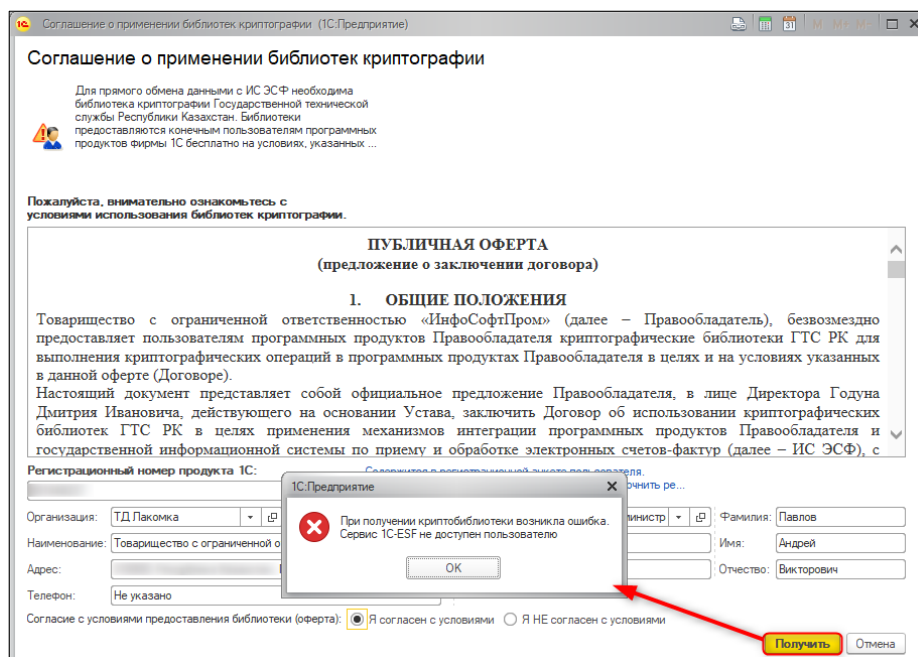 Соглашение о применении библиотек криптографии (1С:Предприятие)
M M+ M-
Соглашение о применении библиотек криптографии
Для прямого обмена данными с ИС ЭСФ необходима
библиотека криптографии Государственной технической
службы Республики Казахстан. Библиотеки
предоставляются конечным пользователям программных
продуктов фирмы 1С бесплатно на условиях, указанных ...
Пожалуйста, внимательно ознакомьтесь с
условиями использования библиотек криптографии.
ПУБЛИЧНАЯ ОФЕРТА
(предложение о заключении договора)
1. ОБЩИЕ ПОЛОЖЕНИЯ
Товарищество с ограниченной ответственностью «ИнфоСофтПром» (далее – Правообладатель), безвозмездно
предоставляет пользователям программных продуктов Правообладателя криптографические библиотеки ГТС РК для
выполнения криптографических операций в программных продуктах Правообладателя в целях и на условиях указанных
в данной оферте (Договоре).
Настоящий документ представляет собой официальное предложение Правообладателя, в лице Директора Годуна
Дмитрия Ивановича, действующего на основании Устава, заключить Договор об использовании криптографических
библиотек ГТС РК в целях применения механизмов интеграции программных продуктов Правообладателя и
государственной информационной системы по приему и обработке электронных счетов-фактур (далее – ИС ЭСФ), с
Регистрационный номер продукта 1С:
Содержится в регистрационной анкете пользователя.
1С:Предприятие
При получении криптобиблиотеки возникла ошибка.
Сервис 1C-ESF не доступен пользователю
OK
Организация: ТД Лакомка Фамилия: Павлов
Наименование: Товарищество с ограниченной о Имя: Андрей
Адрес: Отчество: Викторович
Телефон: Не указано
Согласие с условиями предоставления библиотеки (оферта): Я согласен с условиями Я НЕ согласен с условиями
Получить Отмена